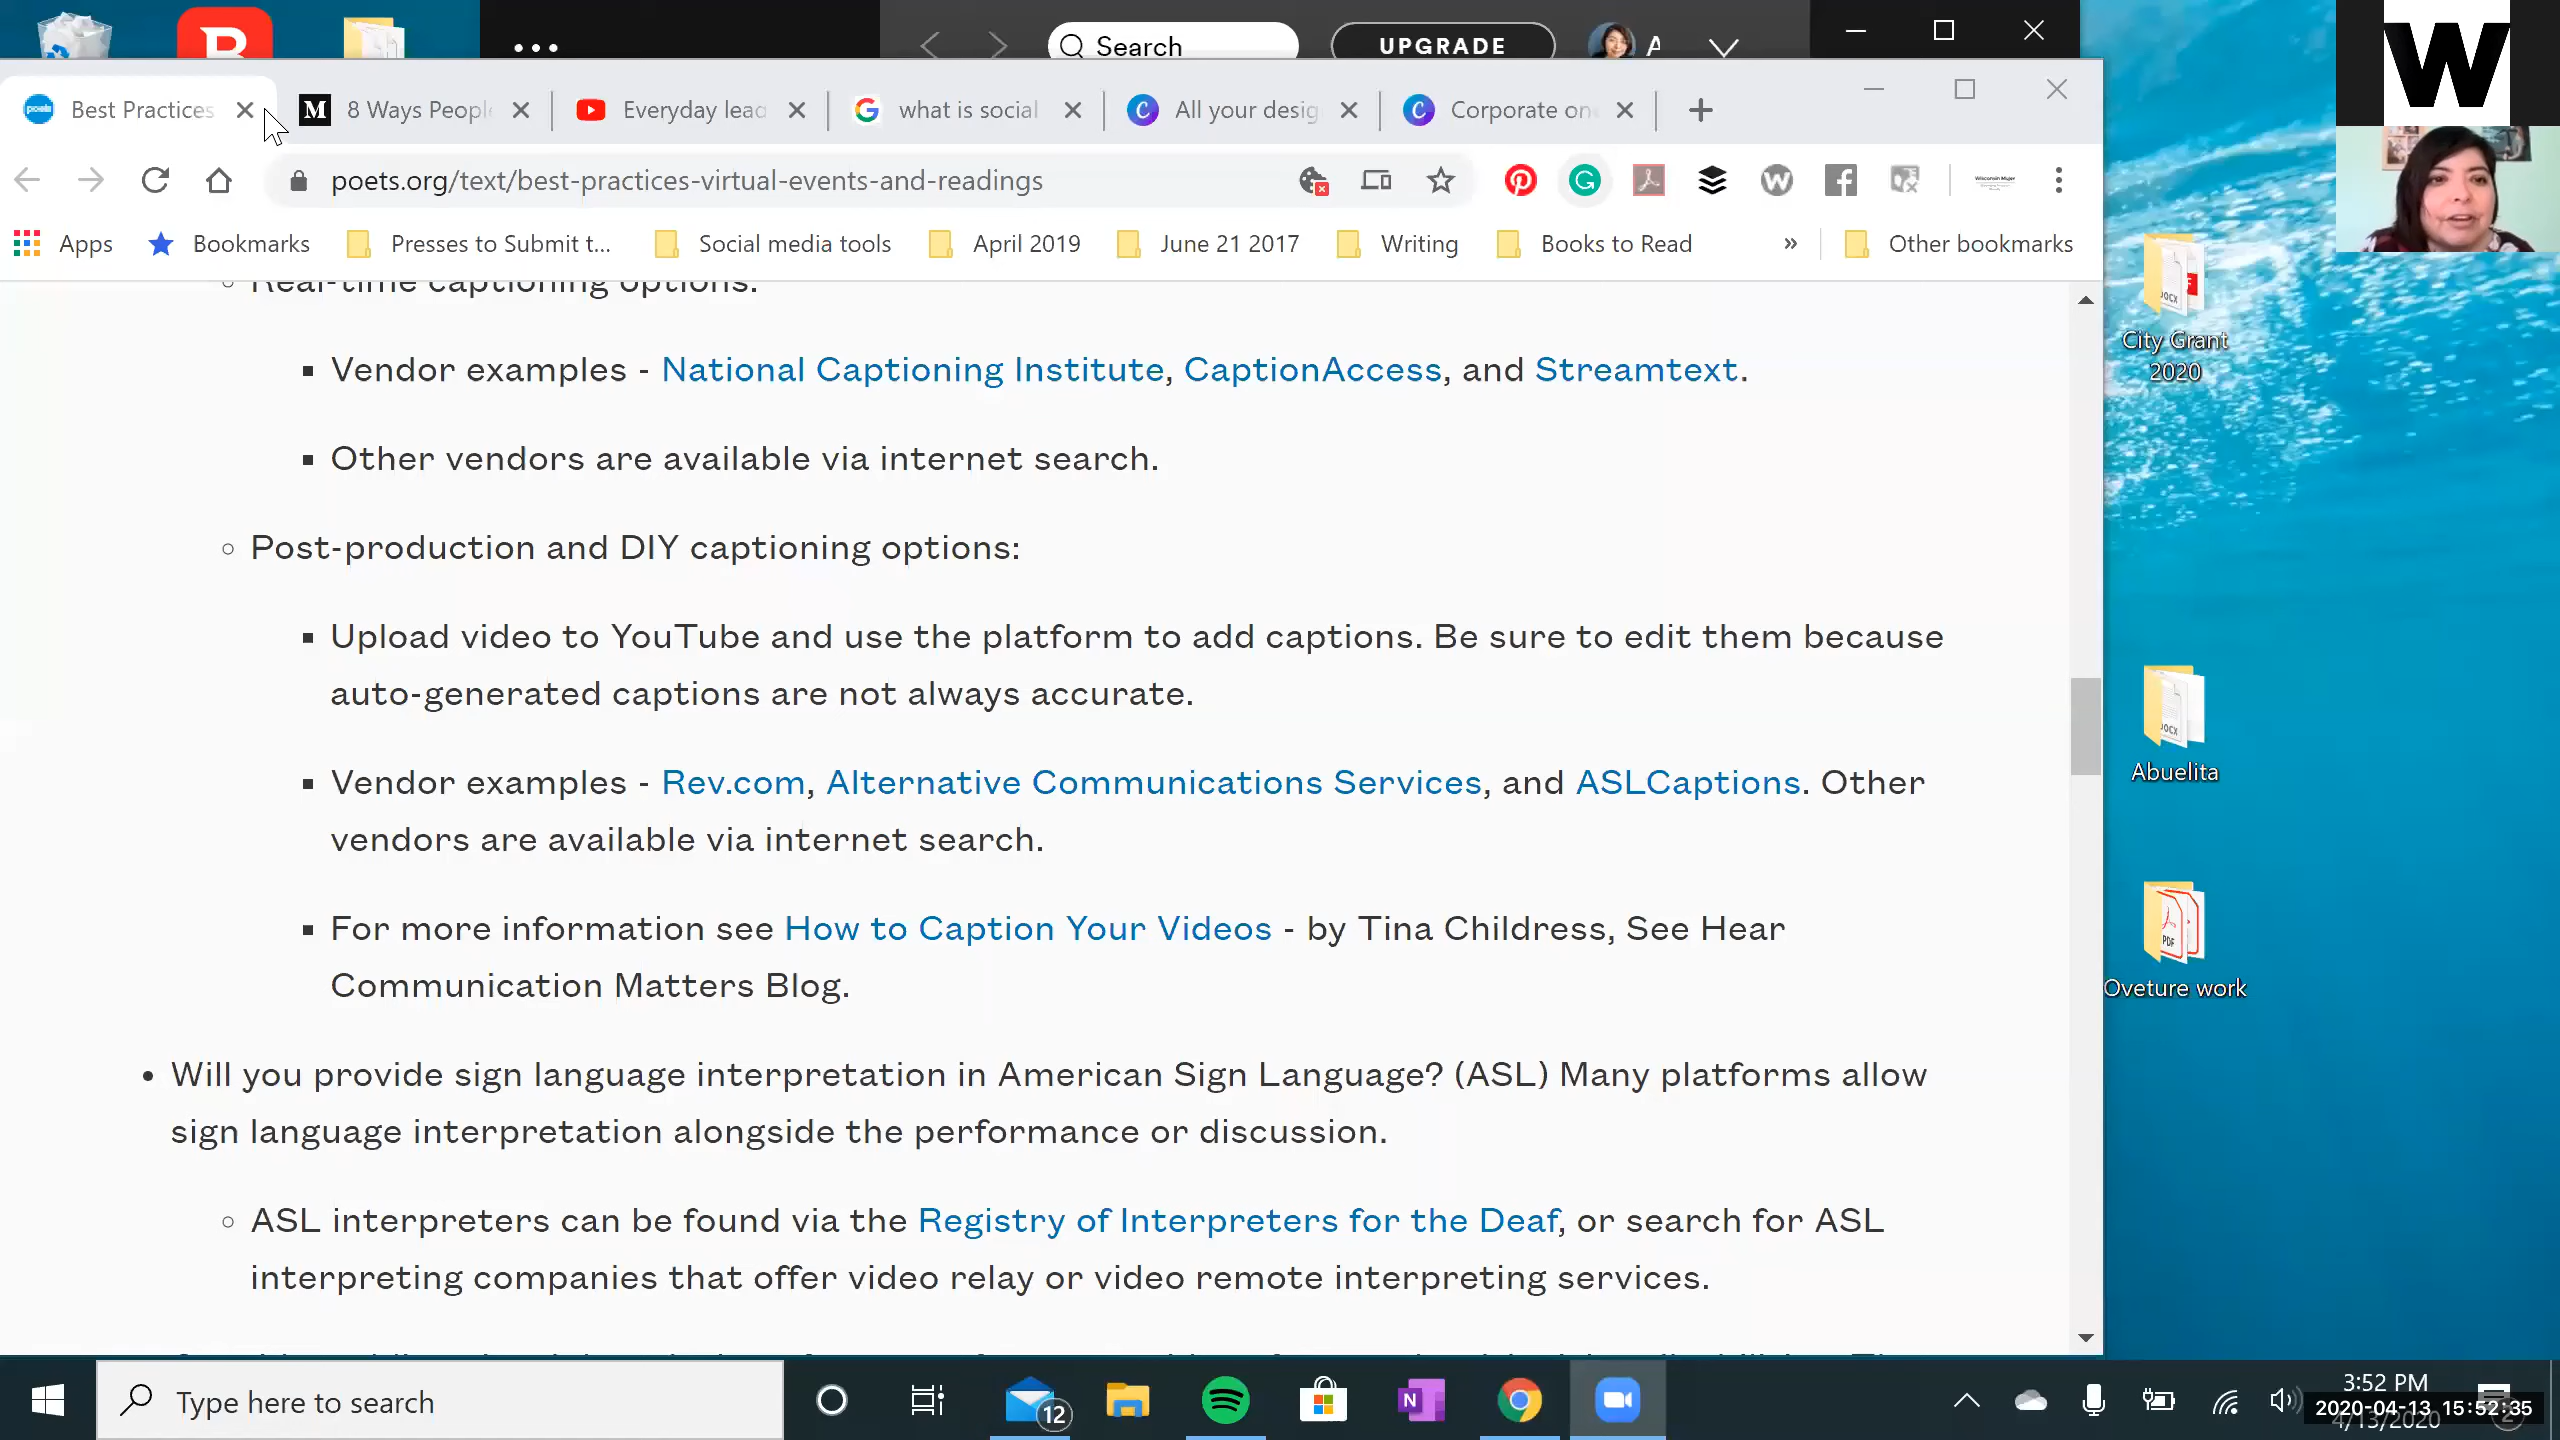 Search
UPGRADE
W
Best Practices
8 Ways People
Everyday lead
what is social
All your desig
Corporate on
poets.org/text/best-practices-virtual-events-and-readings
Apps
Bookmarks
Presses to Submit t...
Social media tools
April 2019
June 21 2017
Writing
Books to Read
»
Other bookmarks
Real-time captioning options:
Vendor examples - National Captioning Institute, CaptionAccess, and Streamtext.
Other vendors are available via internet search.
Post-production and DIY captioning options:
Upload video to YouTube and use the platform to add captions. Be sure to edit them because
auto-generated captions are not always accurate.
Vendor examples - Rev.com, Alternative Communications Services, and ASLCaptions. Other
vendors are available via internet search.
For more information see How to Caption Your Videos - by Tina Childress, See Hear
Communication Matters Blog.
Will you provide sign language interpretation in American Sign Language? (ASL) Many platforms allow
sign language interpretation alongside the performance or discussion.
ASL interpreters can be found via the Registry of Interpreters for the Deaf, or search for ASL
interpreting companies that offer video relay or video remote interpreting services.
City Grant
2020
Abuelita
Oveture work
Type here to search
12
3:52 PM
2020-04-13 15:52:35
4/13/2020